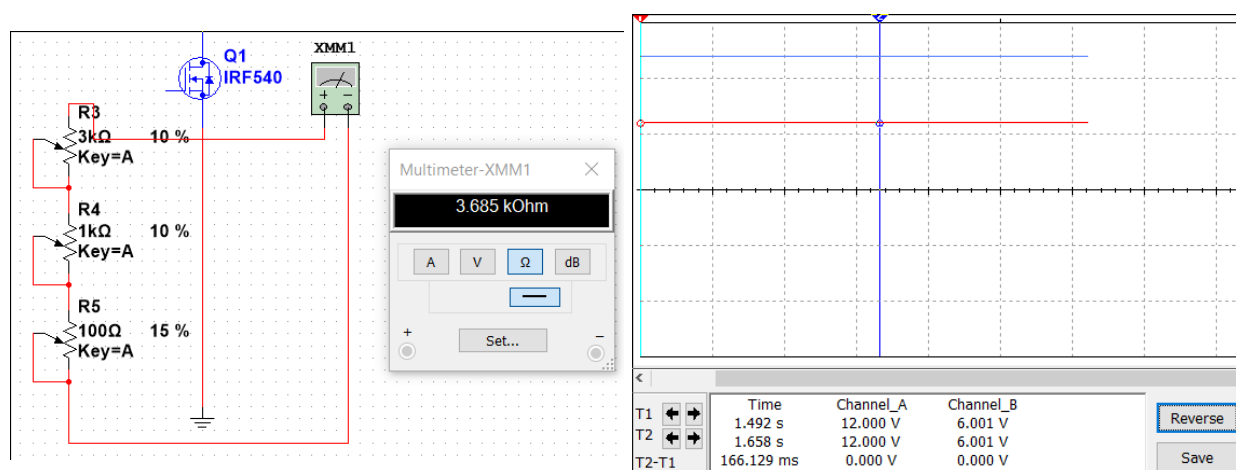 XMM1
Q1
IRF540
+ −
R3
3kΩ 10 %
Key=A
R4
1kΩ 10 %
Key=A
R5
100Ω 15 %
Key=A
Multimeter-XMM1
3.685 kOhm
A V Ω dB
+ Set... −
Time Channel_A Channel_B
T1 1.492 s 12.000 V 6.001 V
T2 1.658 s 12.000 V 6.001 V
T2-T1 166.129 ms 0.000 V 0.000 V
Reverse
Save